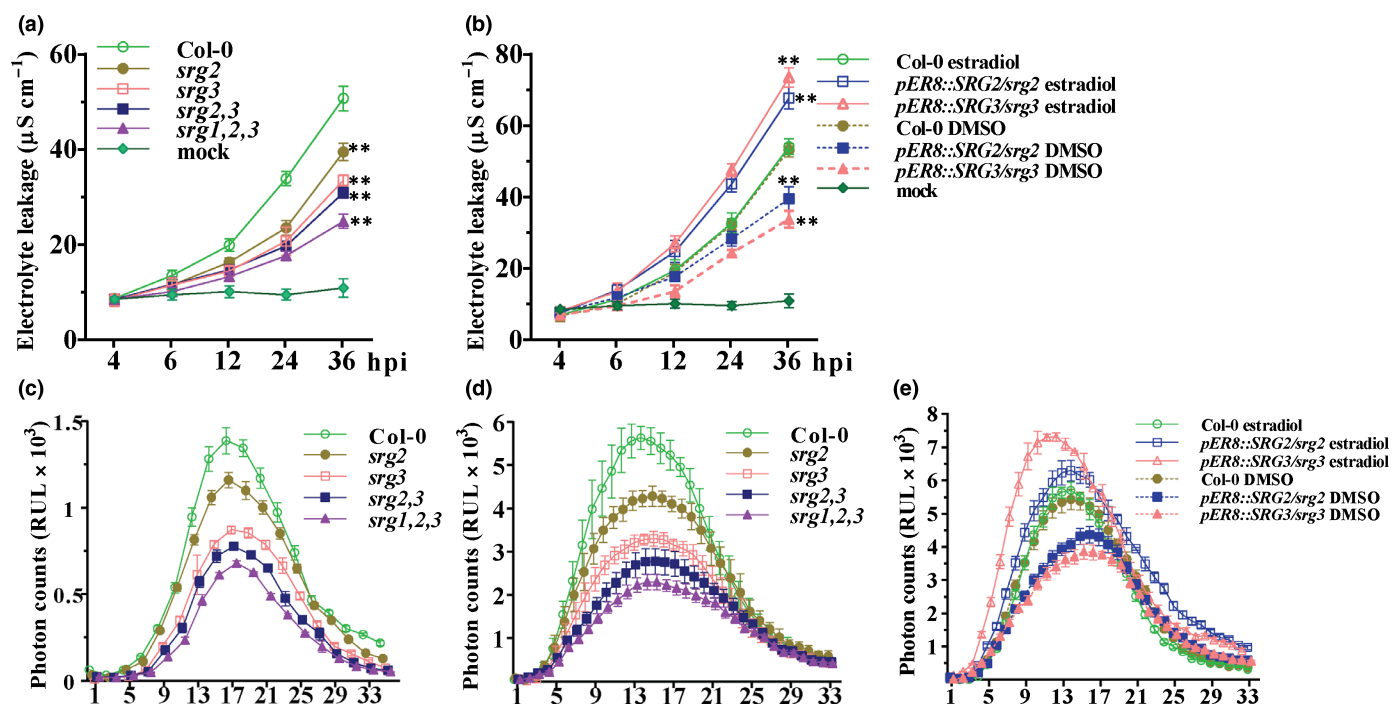 (a)
Electrolyte leakage (µS cm⁻¹)
60
40
20
0
4 6 12 24 36 hpi
Col-0
srg2
srg3
srg2,3
srg1,2,3
mock
**
**
**
**
(b)
Electrolyte leakage (µS cm⁻¹)
80
60
40
20
0
4 6 12 24 36 hpi
**
**
**
**
Col-0 estradiol
pER8::SRG2/srg2 estradiol
pER8::SRG3/srg3 estradiol
Col-0 DMSO
pER8::SRG2/srg2 DMSO
pER8::SRG3/srg3 DMSO
mock
(c)
Photon counts (RUL × 10³)
1.5
1
0.5
0
1 5 9 13 17 21 25 29 33
Col-0
srg2
srg3
srg2,3
srg1,2,3
(d)
Photon counts (RUL × 10³)
6
5
4
3
2
1
1 5 9 13 17 21 25 29 33
Col-0
srg2
srg3
srg2,3
srg1,2,3
(e)
Photon counts (RUL × 10³)
8
7
6
5
4
3
2
1
1 5 9 13 17 21 25 29 33
Col-0 estradiol
pER8::SRG2/srg2 estradiol
pER8::SRG3/srg3 estradiol
Col-0 DMSO
pER8::SRG2/srg2 DMSO
pER8::SRG3/srg3 DMSO